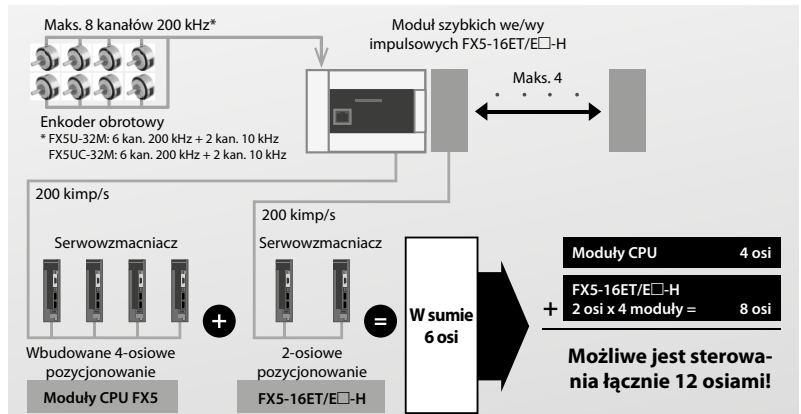 Maks. 8 kanałów 200 kHz*
Moduł szybkich we/wy
impulsowych FX5-16ET/E□-H
Maks. 4
Enkoder obrotowy
* FX5U-32M: 6 kan. 200 kHz + 2 kan. 10 kHz
FX5UC-32M: 6 kan. 200 kHz + 2 kan. 10 kHz
200 kimp/s
200 kimp/s
Serwowzmacniacz
Serwowzmacniacz
+
=
W sumie
6 osi
Moduły CPU 4 osi
+
FX5-16ET/E□-H
2 osi x 4 moduły = 8 osi
Możliwe jest sterowa-
nia łącznie 12 osiami!
Wbudowane 4-osiowe
pozycjonowanie
Moduły CPU FX5
2-osiowe
pozycjonowanie
FX5-16ET/E□-H